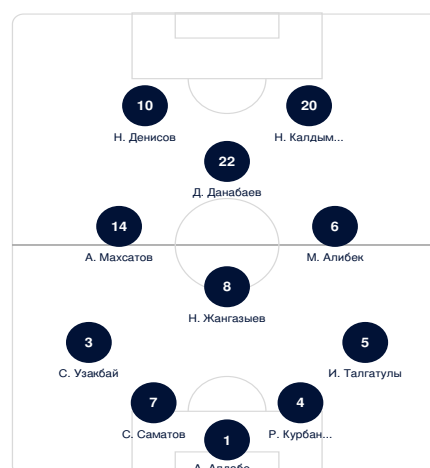 10 20
Н. Денисов Н. Калдым...
22
Д. Данабаев
14 6
А. Махсатов М. Алибек
8
Н. Жангазыев
3 5
С. Узакбай И. Талгатулы
7 4
С. Саматов Р. Курбан...
1